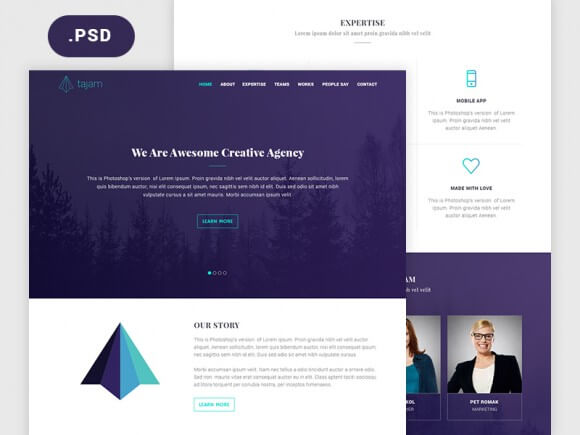 .PSD
EXPERTISE
Lorem ipsum dolor sit amet, proin gravida nibh vel velit
tajam
HOME ABOUT EXPERTISE TEAMS WORKS PEOPLE SAY CONTACT
We Are Awesome Creative Agency
This is Photoshop's version of Lorem Ipsum. Proin gravida nibh vel velit auctor aliquet. Aenean sollicitudin, lorem
quis bibendum auctor, nisi elit consequat ipsum, nec sagittis sem nibh id elit. Duis sed odio sit amet nibh
vulputate cursus a sit amet mauris. Morbi accumsan ipsum velit
LEARN MORE
MOBILE APP
This is Photoshop's version of Lorem
Ipsum. Proin gravida nibh vel velit
auctor aliquet Aenean.
MADE WITH LOVE
This is Photoshop's version of Lorem
Ipsum. Proin gravida nibh vel velit
auctor aliquet Aenean.
OUR STORY
This is Photoshop's version of Lorem Ipsum. Proin gravida nibh vel velit
auctor aliquet. Aenean sollicitudin, lorem quis bibendum auctor, nisi elit
consequat ipsum, nec sagittis sem nibh vulputate cursus
Morbi accumsan ipsum velit. Nam nec tellus a odio tincidunt auctor a ornare odio.
Sed non mauris vitae erat consequat auctor eu in elit. Class aptent taciti sociosqu
ad litora torquent per conubia nostra, per inceptos himenaeos.
LEARN MORE
AM
nibh vel velit
KOL
PET ROMAK
MARKETING